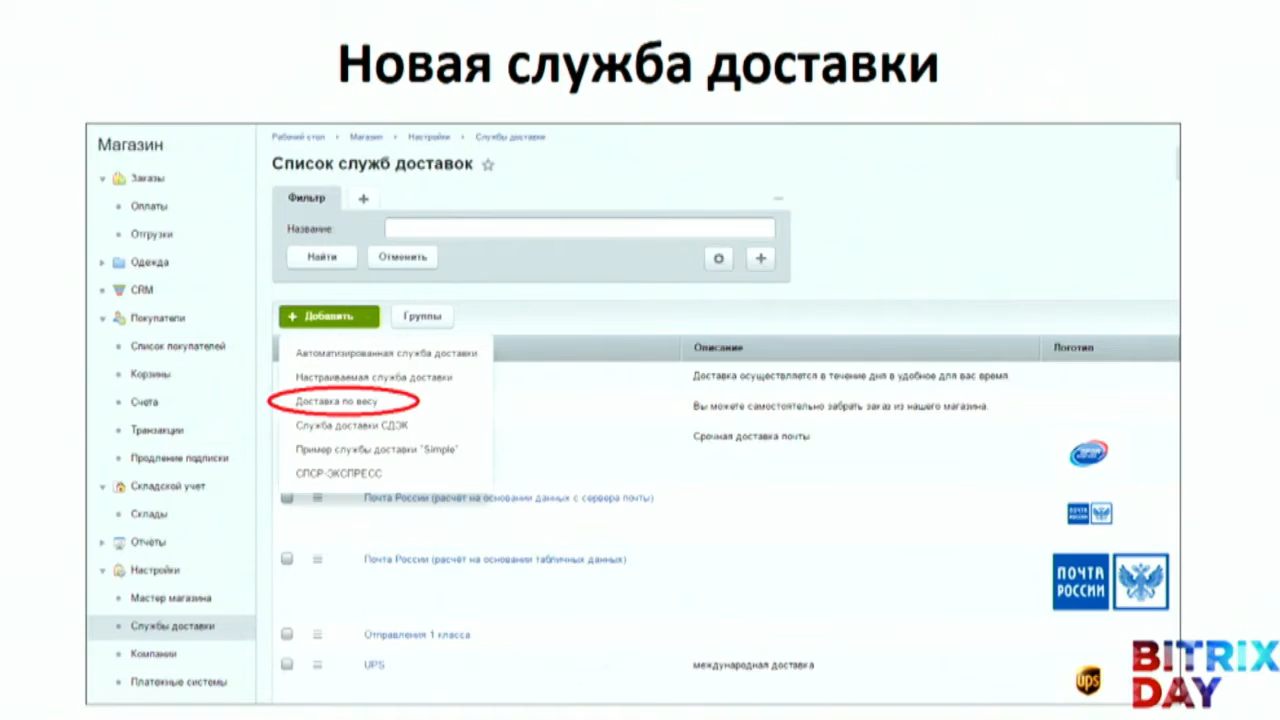 Новая служба доставки
Магазин
Заказы
Оплаты
Отгрузки
Одежда
CRM
Покупатели
Список покупателей
Корзины
Счета
Транзакции
Продление подписки
Складской учет
Склады
Отчёты
Настройки
Мастер магазина
Службы доставки
Компании
Платежные системы
Рабочий стол Магазин Настройки Службы доставки
Список служб доставок
Фильтр +
Название:
Найти Отменить
+ Добавить Группы
Описание Логотип
Автоматизированная служба доставки
Настраиваемая служба доставки
Доставка по весу
Служба доставки СДЭК
Пример службы доставки "Simple"
СПСР-ЭКСПРЕСС
Доставка осуществляется в течение дня в удобное для вас время.
Вы можете самостоятельно забрать заказ из нашего магазина.
Срочная доставка почты
Почта России (расчёт на основании данных с сервера почты)
ПОЧТА РОССИИ
Почта России (расчёт на основании табличных данных)
ПОЧТА
РОССИИ
Отправления 1 класса
UPS международная доставка
ups
BITRIX
DAY